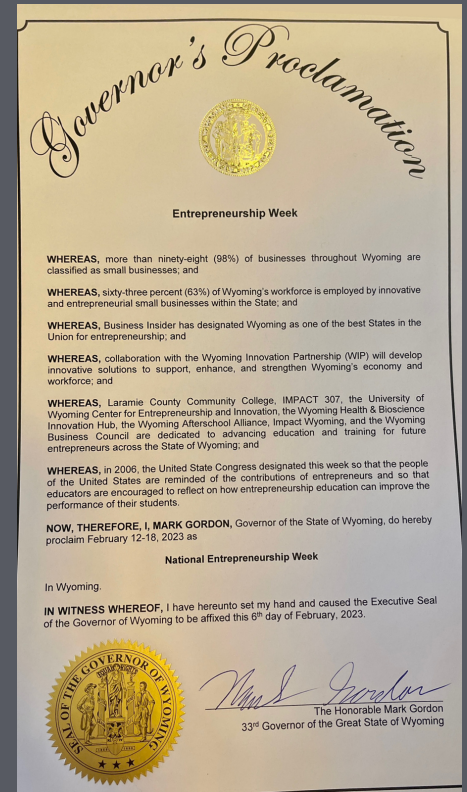 Governor's Proclamation
Entrepreneurship Week
WHEREAS, more than ninety-eight (98%) of businesses throughout Wyoming are
classified as small businesses; and
WHEREAS, sixty-three percent (63%) of Wyoming's workforce is employed by innovative
and entrepreneurial small businesses within the State; and
WHEREAS, Business Insider has designated Wyoming as one of the best States in the
Union for entrepreneurship; and
WHEREAS, collaboration with the Wyoming Innovation Partnership (WIP) will develop
innovative solutions to support, enhance, and strengthen Wyoming's economy and
workforce; and
WHEREAS, Laramie County Community College, IMPACT 307, the University of
Wyoming Center for Entrepreneurship and Innovation, the Wyoming Health & Bioscience
Innovation Hub, the Wyoming Afterschool Alliance, Impact Wyoming, and the Wyoming
Business Council are dedicated to advancing education and training for future
entrepreneurs across the State of Wyoming; and
WHEREAS, in 2006, the United State Congress designated this week so that the people
of the United States are reminded of the contributions of entrepreneurs and so that
educators are encouraged to reflect on how entrepreneurship education can improve the
performance of their students.
NOW, THEREFORE, I, MARK GORDON, Governor of the State of Wyoming, do hereby
proclaim February 12-18, 2023 as
National Entrepreneurship Week
In Wyoming.
IN WITNESS WHEREOF, I have hereunto set my hand and caused the Executive Seal
of the Governor of Wyoming to be affixed this 6th day of February, 2023.
SEAL OF THE GOVERNOR OF WYOMING
Mark Gordon
The Honorable Mark Gordon
33rd Governor of the Great State of Wyoming